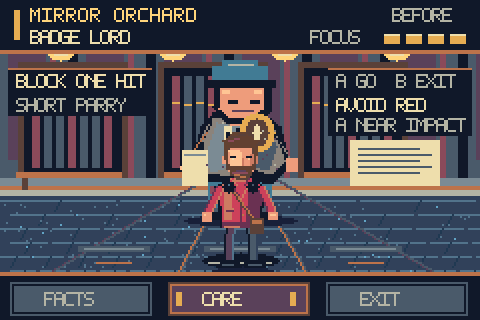 MIRROR ORCHARD
BEFORE
BADGE LORD
FOCUS
BLOCK ONE HIT
A GO B EXIT
SHORT PARRY
AVOID RED
A NEAR IMPACT
FACTS
CARE
EXIT